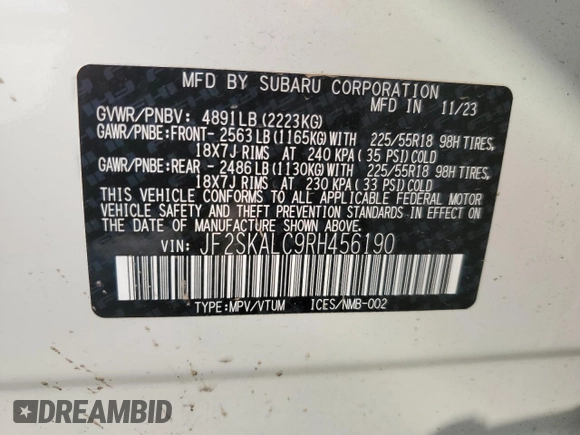 MFD BY SUBARU CORPORATION
MFD IN 11/23
GVWR/PNBV: 4891LB(2223KG)
GAWR/PNBE:FRONT- 2563LB(1165KG)WITH 225/55R18 98H TIRES,
18X7J RIMS AT 240 KPA(35 PSI)COLD
GAWR/PNBE:REAR - 2486LB(1130KG)WITH 225/55R18 98H TIRES,
18X7J RIMS AT 230 KPA(33 PSI)COLD
THIS VEHICLE CONFORMS TO ALL APPLICABLE FEDERAL MOTOR
VEHICLE SAFETY AND THEFT PREVENTION STANDARDS IN EFFECT ON
THE DATE OF MANUFACTURE SHOWN ABOVE.
VIN: JF2SKALC9RH456190
TYPE:MPV/VTUM ICES/NMB-002
DREAMBID